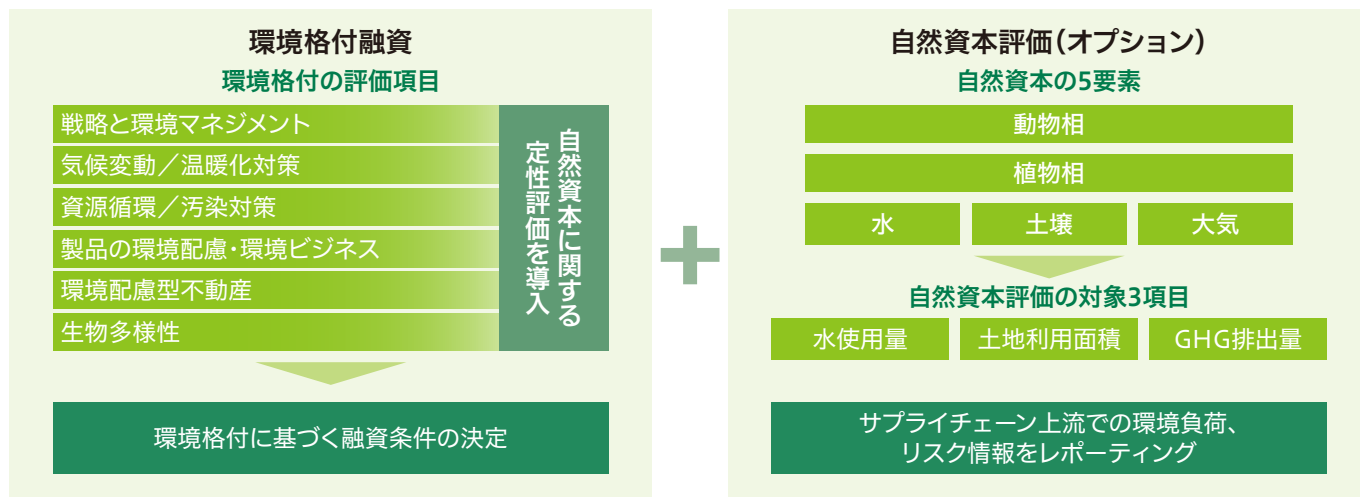 環境格付融資
環境格付の評価項目
戦略と環境マネジメント
気候変動／温暖化対策
資源循環／汚染対策
製品の環境配慮・環境ビジネス
環境配慮型不動産
生物多様性
自然資本に関する
定性評価を導入
環境格付に基づく融資条件の決定
+
自然資本評価（オプション）
自然資本の5要素
動物相
植物相
水
土壌
大気
自然資本評価の対象3項目
水使用量
土地利用面積
GHG排出量
サプライチェーン上流での環境負荷、
リスク情報をレポーティング